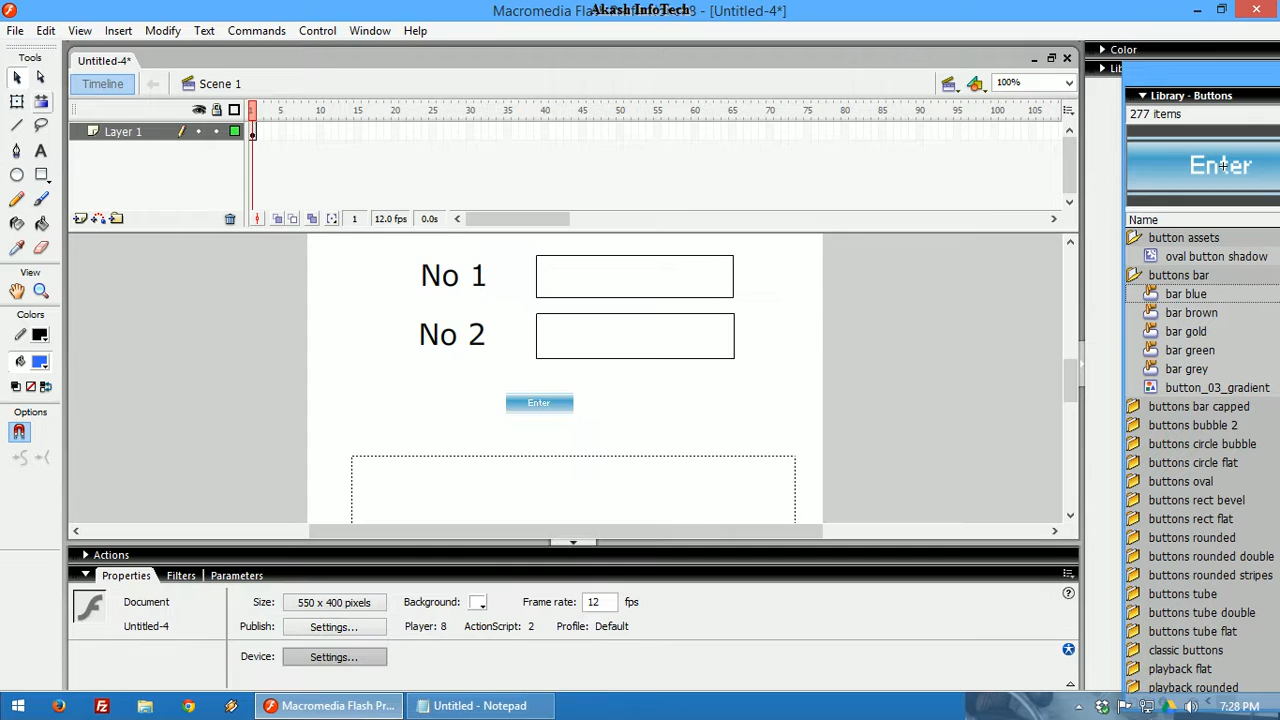 Macromedia Fla Akash InfoTech 8 - [Untitled-4*]
File Edit View Insert Modify Text Commands Control Window Help
Tools
Untitled-4*
Color
Timeline
Scene 1
100%
Library - Buttons
277 items
5 10 15 20 25 30 35 40 45 50 55 60 65 70 75 80 85 90 95 100 105
Layer 1
Enter
1 12.0 fps 0.0s
Name
button assets
oval button shadow
buttons bar
bar blue
bar brown
bar gold
bar green
bar grey
button_03_gradient
buttons bar capped
buttons bubble 2
buttons circle bubble
buttons circle flat
buttons oval
buttons rect bevel
buttons rect flat
buttons rounded
buttons rounded double
buttons rounded stripes
buttons tube
buttons tube double
buttons tube flat
classic buttons
playback flat
playback rounded
View
Colors
Options
No 1
No 2
Enter
Actions
Properties Filters Parameters
Document
Untitled-4
Size: 550 x 400 pixels Background: Frame rate: 12 fps
Publish: Settings... Player: 8 ActionScript: 2 Profile: Default
Device: Settings...
Macromedia Flash Pr...
Untitled - Notepad
7:28 PM